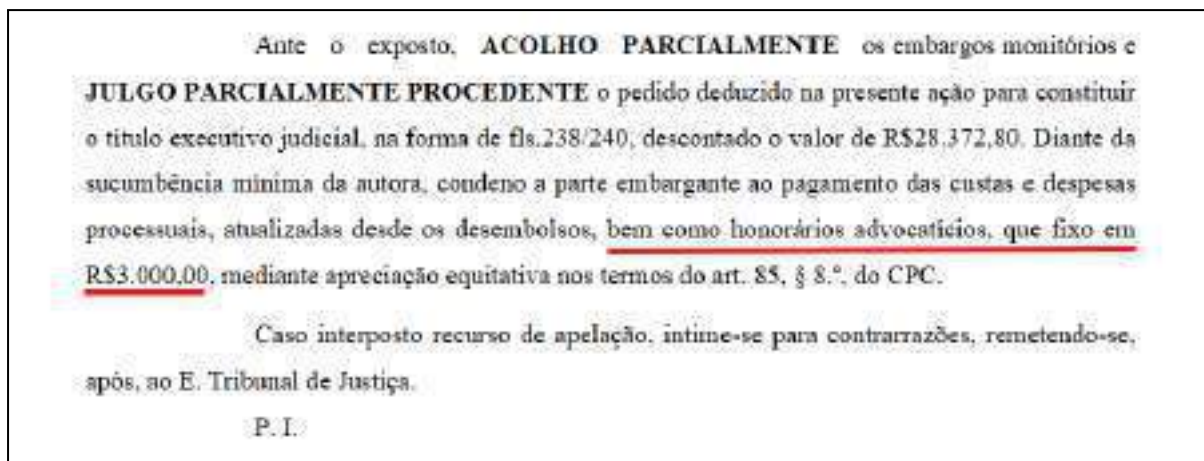 Ante o exposto, ACOLHO PARCIALMENTE os embargos monitórios e
JULGO PARCIALMENTE PROCEDENTE o pedido deduzido na presente ação para constituir
o título executivo judicial, na forma de fls.238/240, descontado o valor de R$28.372,80. Diante da
sucumbência mínima da autora, condeno a parte embargante ao pagamento das custas e despesas
processuais, atualizadas desde os desembolsos, bem como honorários advocatícios, que fixo em
R$3.000,00, mediante apreciação equitativa nos termos do art. 85, § 8.º, do CPC.
Caso interposto recurso de apelação, intime-se para contrarrazões, remetendo-se,
após, ao E. Tribunal de Justiça.
P. I.